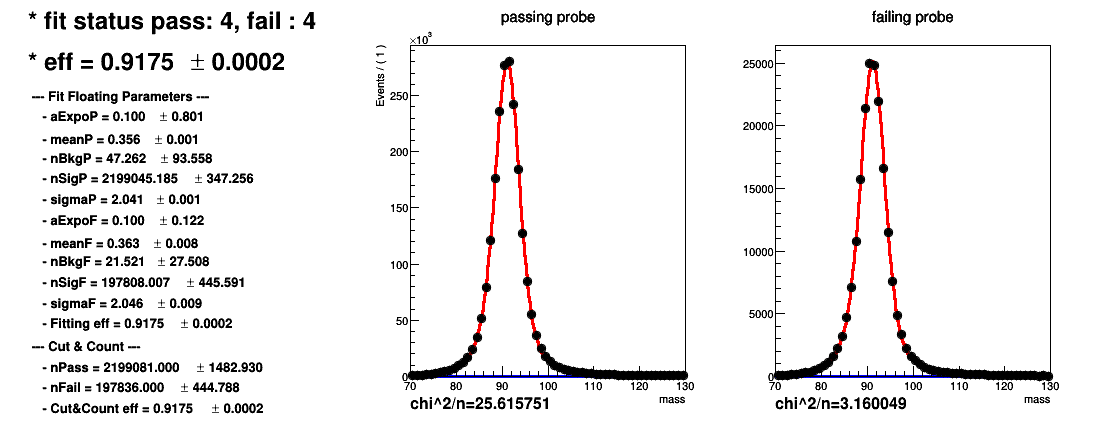 * fit status pass: 4, fail : 4
* eff = 0.9175 ± 0.0002
--- Fit Floating Parameters ---
- aExpoP = 0.100 ± 0.801
- meanP = 0.356 ± 0.001
- nBkgP = 47.262 ± 93.558
- nSigP = 2199045.185 ± 347.256
- sigmaP = 2.041 ± 0.001
- aExpoF = 0.100 ± 0.122
- meanF = 0.363 ± 0.008
- nBkgF = 21.521 ± 27.508
- nSigF = 197808.007 ± 445.591
- sigmaF = 2.046 ± 0.009
- Fitting eff = 0.9175 ± 0.0002
--- Cut & Count ---
- nPass = 2199081.000 ± 1482.930
- nFail = 197836.000 ± 444.788
- Cut&Count eff = 0.9175 ± 0.0002
passing probe
×10³
Events / ( 1 )
250
200
150
100
50
0
70 80 90 100 110 120 130
mass
chi^2/n=25.615751
failing probe
25000
20000
15000
10000
5000
0
70 80 90 100 110 120 130
mass
chi^2/n=3.160049